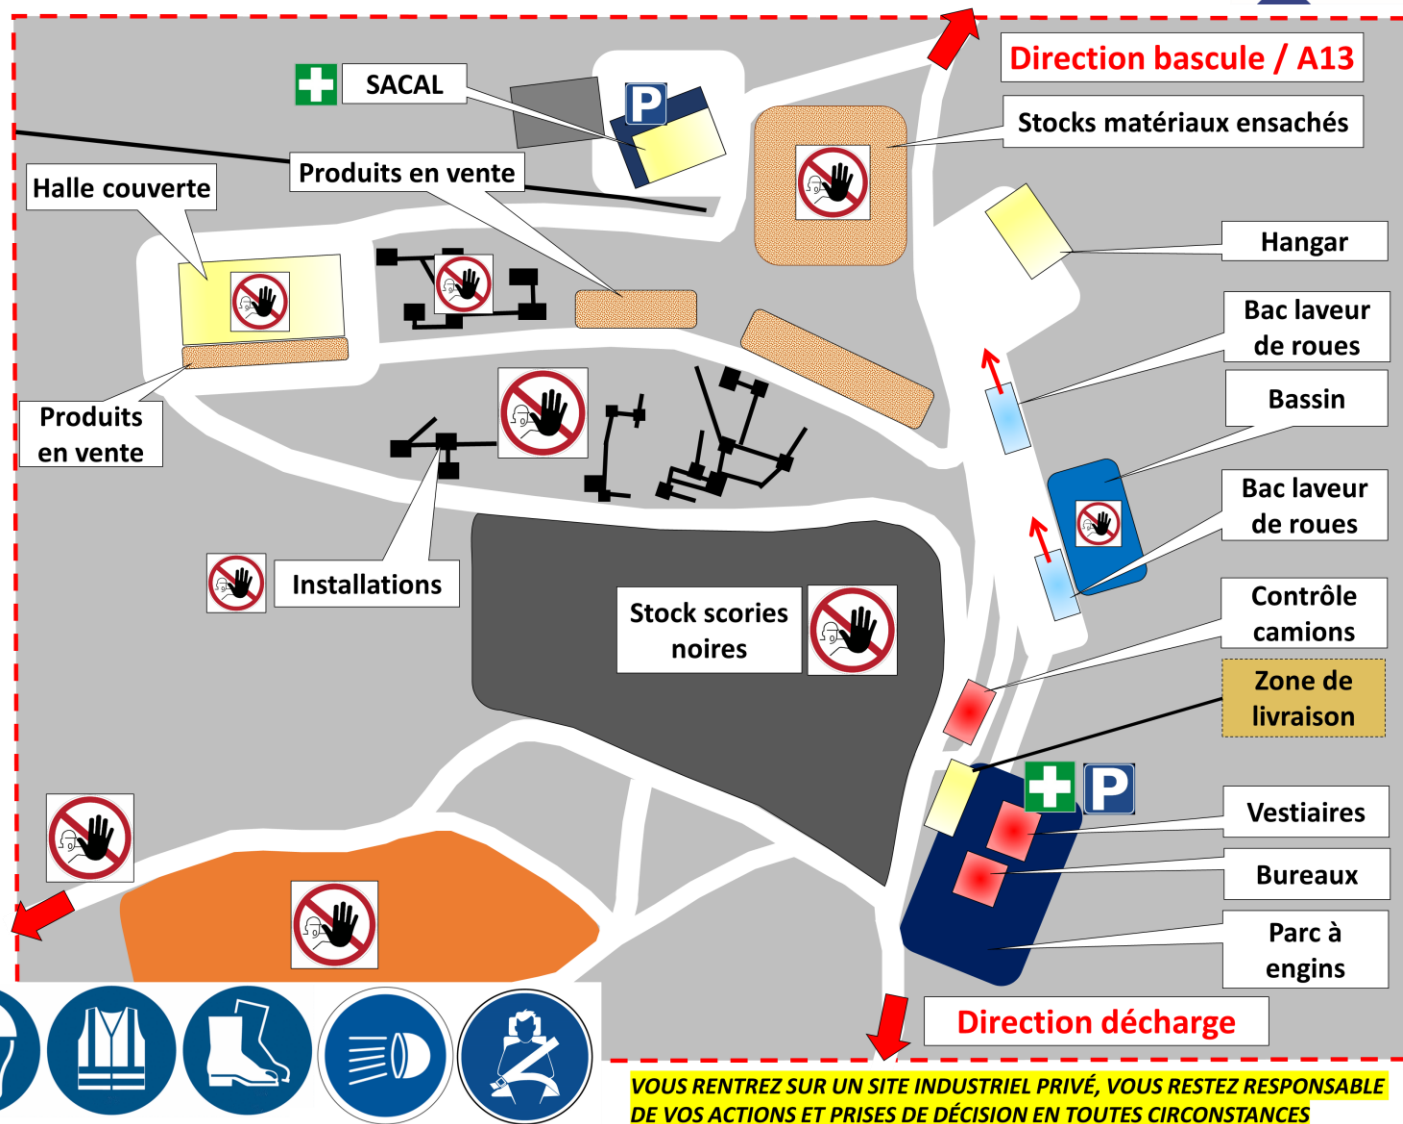 Direction bascule / A13
SACAL
P
Stocks matériaux ensachés
Produits en vente
Halle couverte
Hangar
Bac laveur
de roues
Bassin
Produits
en vente
Bac laveur
de roues
Installations
Stock scories
noires
Contrôle
camions
Zone de
livraison
P
Vestiaires
Bureaux
Parc à
engins
Direction décharge
VOUS RENTREZ SUR UN SITE INDUSTRIEL PRIVÉ, VOUS RESTEZ RESPONSABLE
DE VOS ACTIONS ET PRISES DE DÉCISION EN TOUTES CIRCONSTANCES